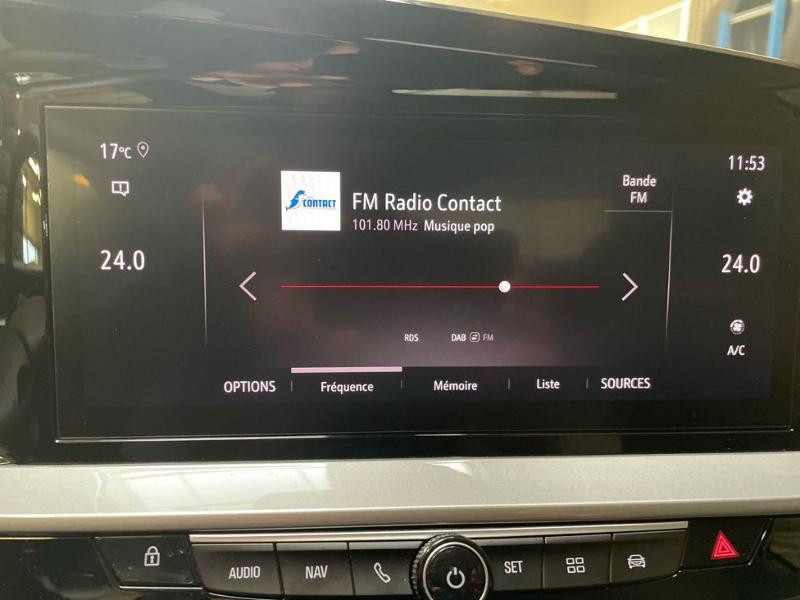 17°C
11:53
CONTACT
FM Radio Contact
101.80 MHz Musique pop
Bande
FM
24.0
24.0
RDS
DAB FM
A/C
OPTIONS
Fréquence
Mémoire
Liste
SOURCES
AUDIO
NAV
SET